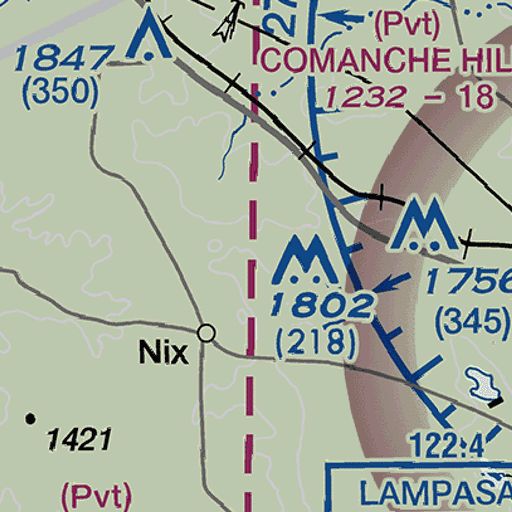 (Pvt)
COMANCHE HIL
1232 - 18
1847
(350)
1756
(345)
1802
(218)
Nix
1421
(Pvt)
122.4
LAMPASA